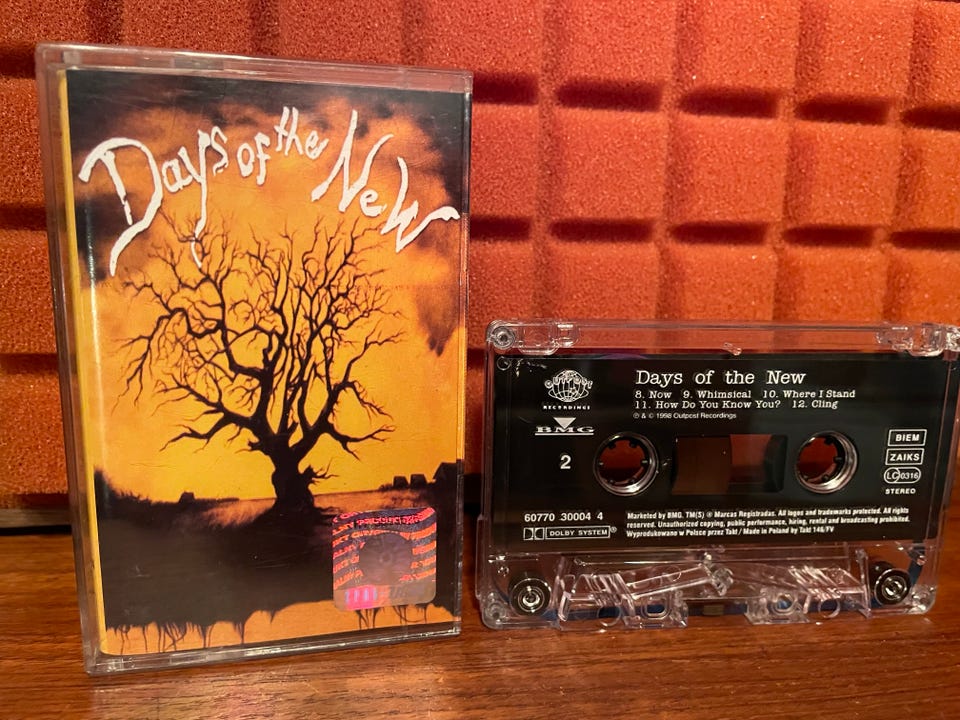 Days of the New
OUTPOST
RECORDINGS
BMG
2
Days of the New
8. Now 9. Whimsical 10. Where I Stand
11. How Do You Know You? 12. Cling
℗ & © 1998 Outpost Recordings
BIEM
ZAIKS
LC 0316
STEREO
60770 30004 4
DOLBY SYSTEM®
Marketed by BMG. TM(S) ® Marcas Registradas. All logos and trademarks protected. All rights
reserved. Unauthorized copying, public performance, hiring, rental and broadcasting prohibited.
Wyprodukowano w Polsce przez Takt / Made in Poland by Takt 146/TV